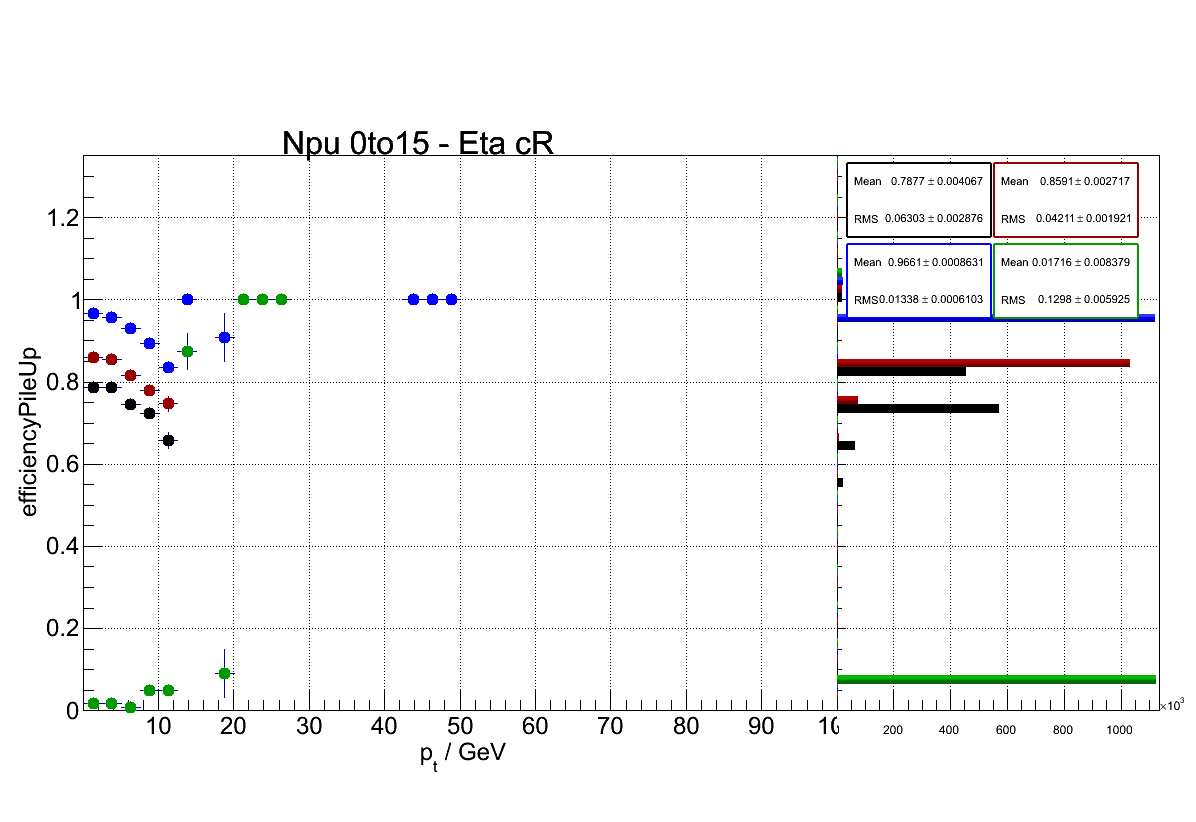 Npu 0to15 - Eta cR
efficiencyPileUp
1.2
1
0.8
0.6
0.4
0.2
0
10 20 30 40 50 60 70 80 90 10
p_t / GeV
Mean 0.7877 ± 0.004067
RMS 0.06303 ± 0.002876
Mean 0.8591 ± 0.002717
RMS 0.04211 ± 0.001921
Mean 0.9661 ± 0.0008631
RMS 0.01338 ± 0.0006103
Mean 0.01716 ± 0.008379
RMS 0.1298 ± 0.005925
200 400 600 800 1000
×10³